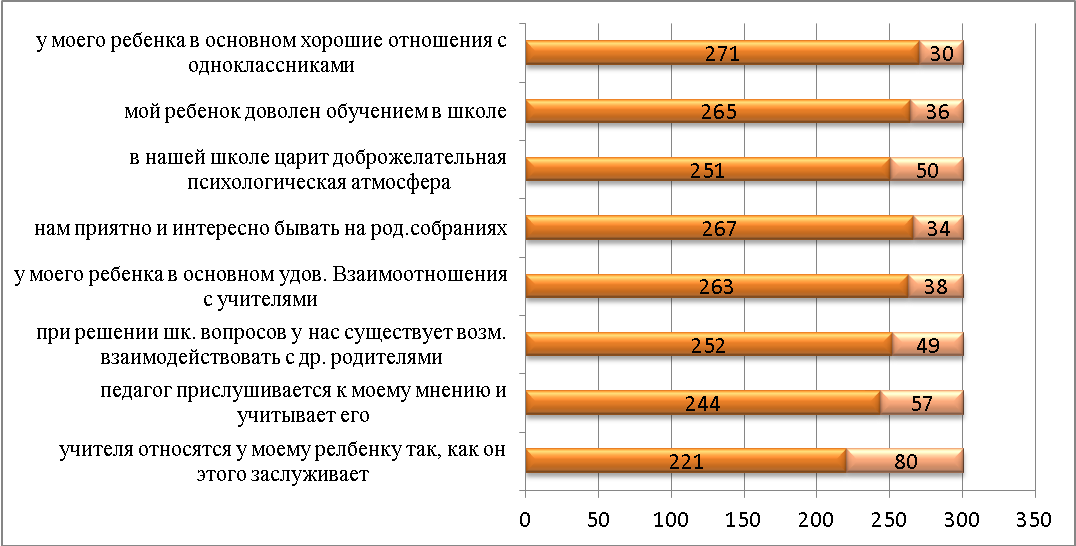 у моего ребенка в основном хорошие отношения с
одноклассниками
271 30
мой ребенок доволен обучением в школе
265 36
в нашей школе царит доброжелательная
психологическая атмосфера
251 50
нам приятно и интересно бывать на род.собраниях
267 34
у моего ребенка в основном удов. Взаимоотношения
с учителями
263 38
при решении шк. вопросов у нас существует возм.
взаимодействовать с др. родителями
252 49
педагог прислушивается к моему мнению и
учитывает его
244 57
учителя относятся у моему релбенку так, как он
этого заслуживает
221 80
0 50 100 150 200 250 300 350